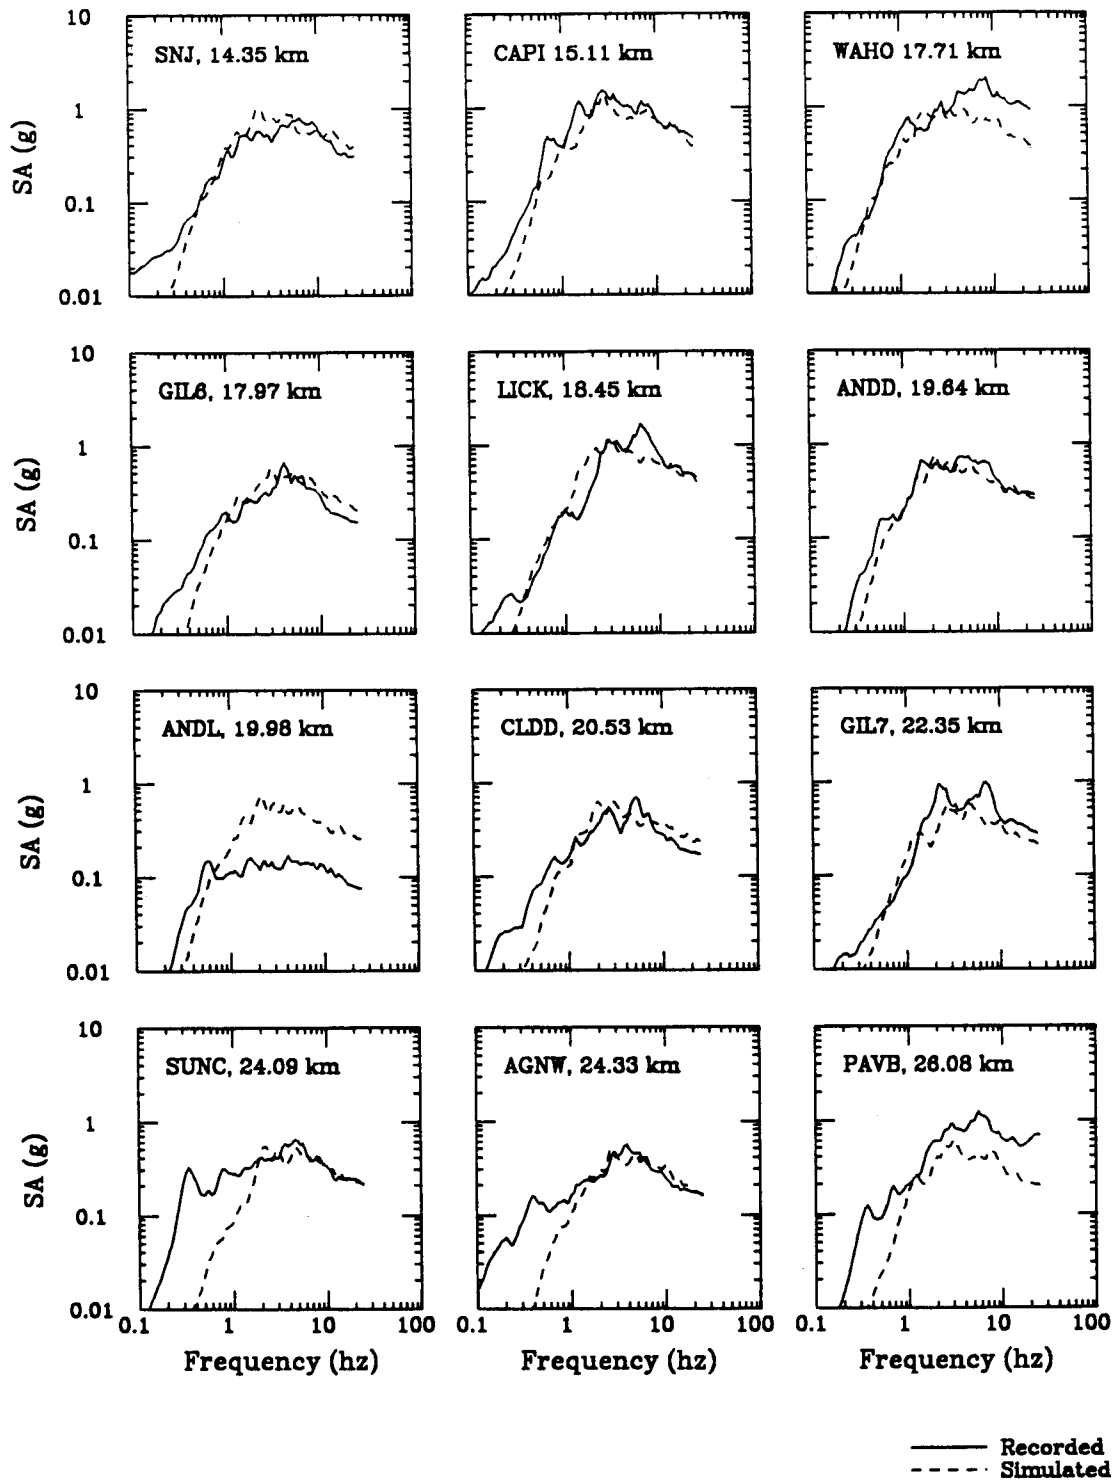 10
1
0.1
0.01
SA (g)
SNJ, 14.35 km
CAPI 15.11 km
WAHO 17.71 km
10
1
0.1
0.01
SA (g)
GIL6, 17.97 km
LICK, 18.45 km
ANDD, 19.64 km
10
1
0.1
0.01
SA (g)
ANDL, 19.98 km
CLDD, 20.53 km
GIL7, 22.35 km
10
1
0.1
0.01
SA (g)
SUNC, 24.09 km
AGNW, 24.33 km
PAVB, 26.08 km
0.1 1 10 100
0.1 1 10 100
0.1 1 10 100
Frequency (hz)
Frequency (hz)
Frequency (hz)
Recorded
Simulated